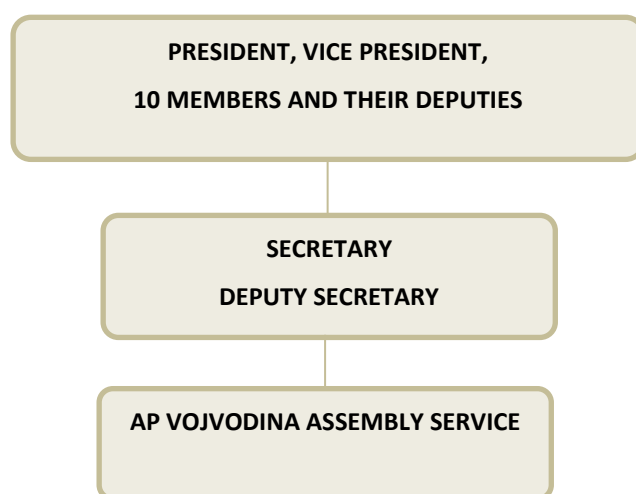 PRESIDENT, VICE PRESIDENT,
10 MEMBERS AND THEIR DEPUTIES
SECRETARY
DEPUTY SECRETARY
AP VOJVODINA ASSEMBLY SERVICE